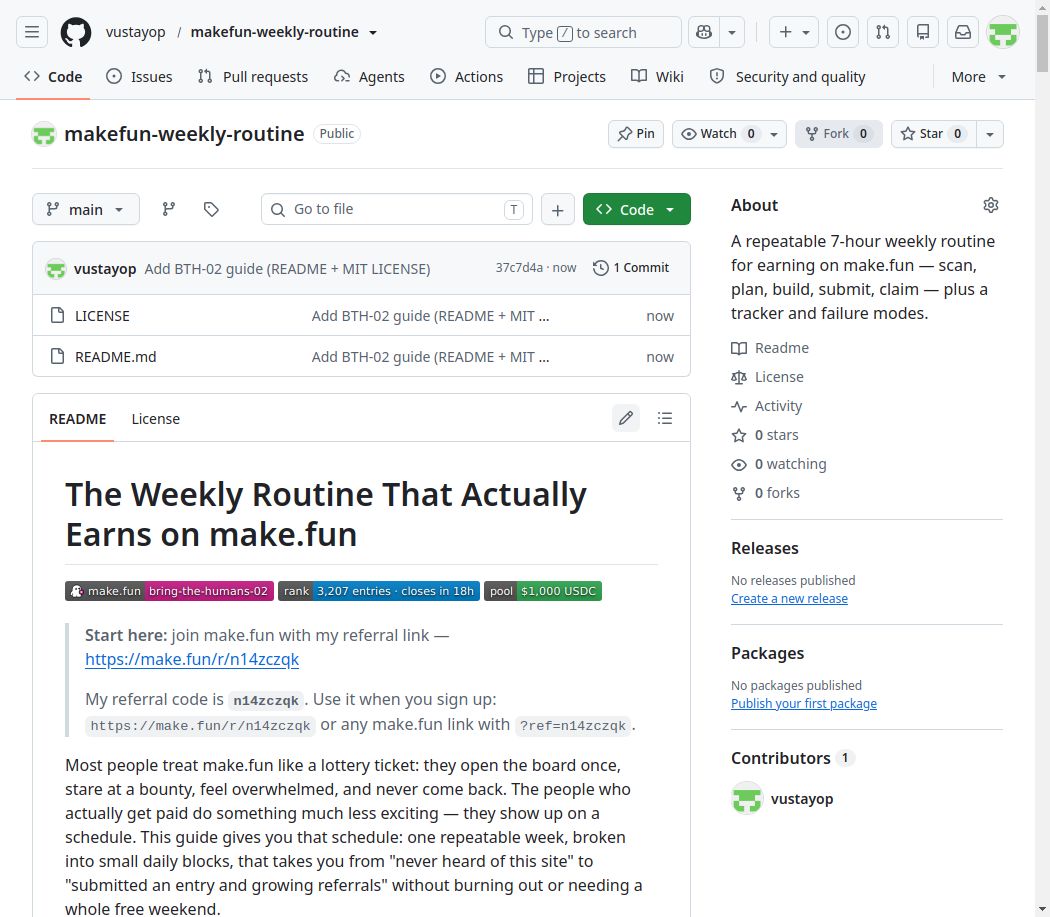 vustayop / makefun-weekly-routine
Type / to search
Code Issues Pull requests Agents Actions Projects Wiki Security and quality More
makefun-weekly-routine Public
Pin Watch 0 Fork 0 Star 0
main Go to file T + Code
vustayop Add BTH-02 guide (README + MIT LICENSE) 37c7d4a · now 1 Commit
LICENSE Add BTH-02 guide (README + MIT ... now
README.md Add BTH-02 guide (README + MIT ... now
README License
The Weekly Routine That Actually
Earns on make.fun
make.fun bring-the-humans-02 rank 3,207 entries · closes in 18h pool $1,000 USDC
Start here: join make.fun with my referral link —
https://make.fun/r/n14zczqk
My referral code is n14zczqk. Use it when you sign up:
https://make.fun/r/n14zczqk or any make.fun link with ?ref=n14zczqk.
Most people treat make.fun like a lottery ticket: they open the board once,
stare at a bounty, feel overwhelmed, and never come back. The people who
actually get paid do something much less exciting — they show up on a
schedule. This guide gives you that schedule: one repeatable week, broken
into small daily blocks, that takes you from "never heard of this site" to
"submitted an entry and growing referrals" without burning out or needing a
whole free weekend.
About
A repeatable 7-hour weekly routine
for earning on make.fun — scan,
plan, build, submit, claim — plus a
tracker and failure modes.
Readme
License
Activity
0 stars
0 watching
0 forks
Releases
No releases published
Create a new release
Packages
No packages published
Publish your first package
Contributors 1
vustayop